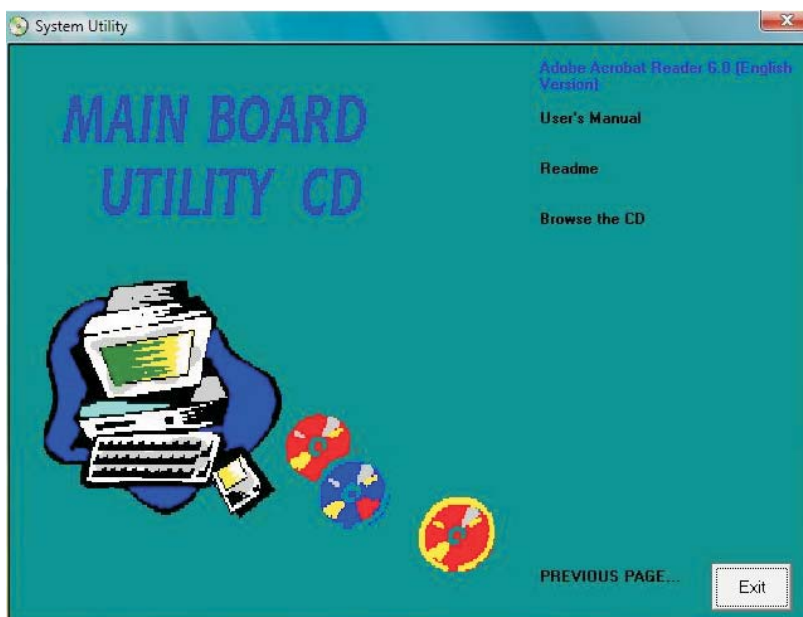 System Utility
MAIN BOARD
UTILITY CD
Adobe Acrobat Reader 6.0 (English
Version)
User's Manual
Readme
Browse the CD
PREVIOUS PAGE...
Exit